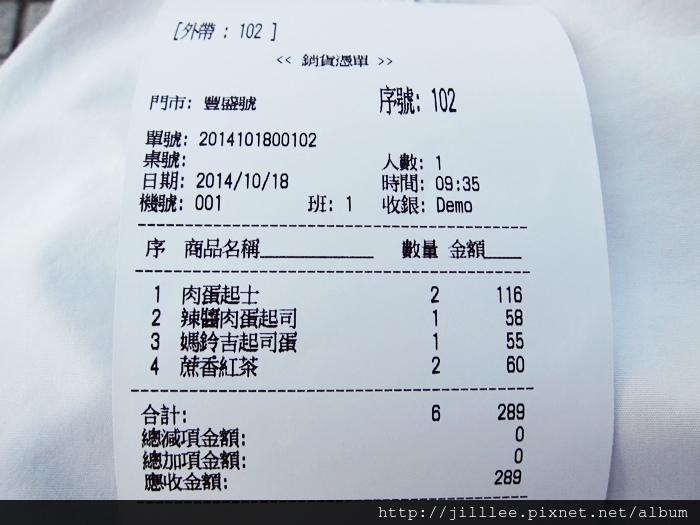 [外帶 : 102 ]
<< 銷貨憑單 >>
門市: 豐盛號 序號: 102
單號: 2014101800102
桌號: 人數: 1
日期: 2014/10/18 時間: 09:35
機號: 001 班: 1 收銀: Demo
序 商品名稱 數量 金額
1 肉蛋起士 2 116
2 辣醬肉蛋起司 1 58
3 媽鈴吉起司蛋 1 55
4 蔗香紅茶 2 60
合計: 6 289
總減項金額: 0
總加項金額: 0
應收金額: 289
http://jilllee.pixnet.net/album